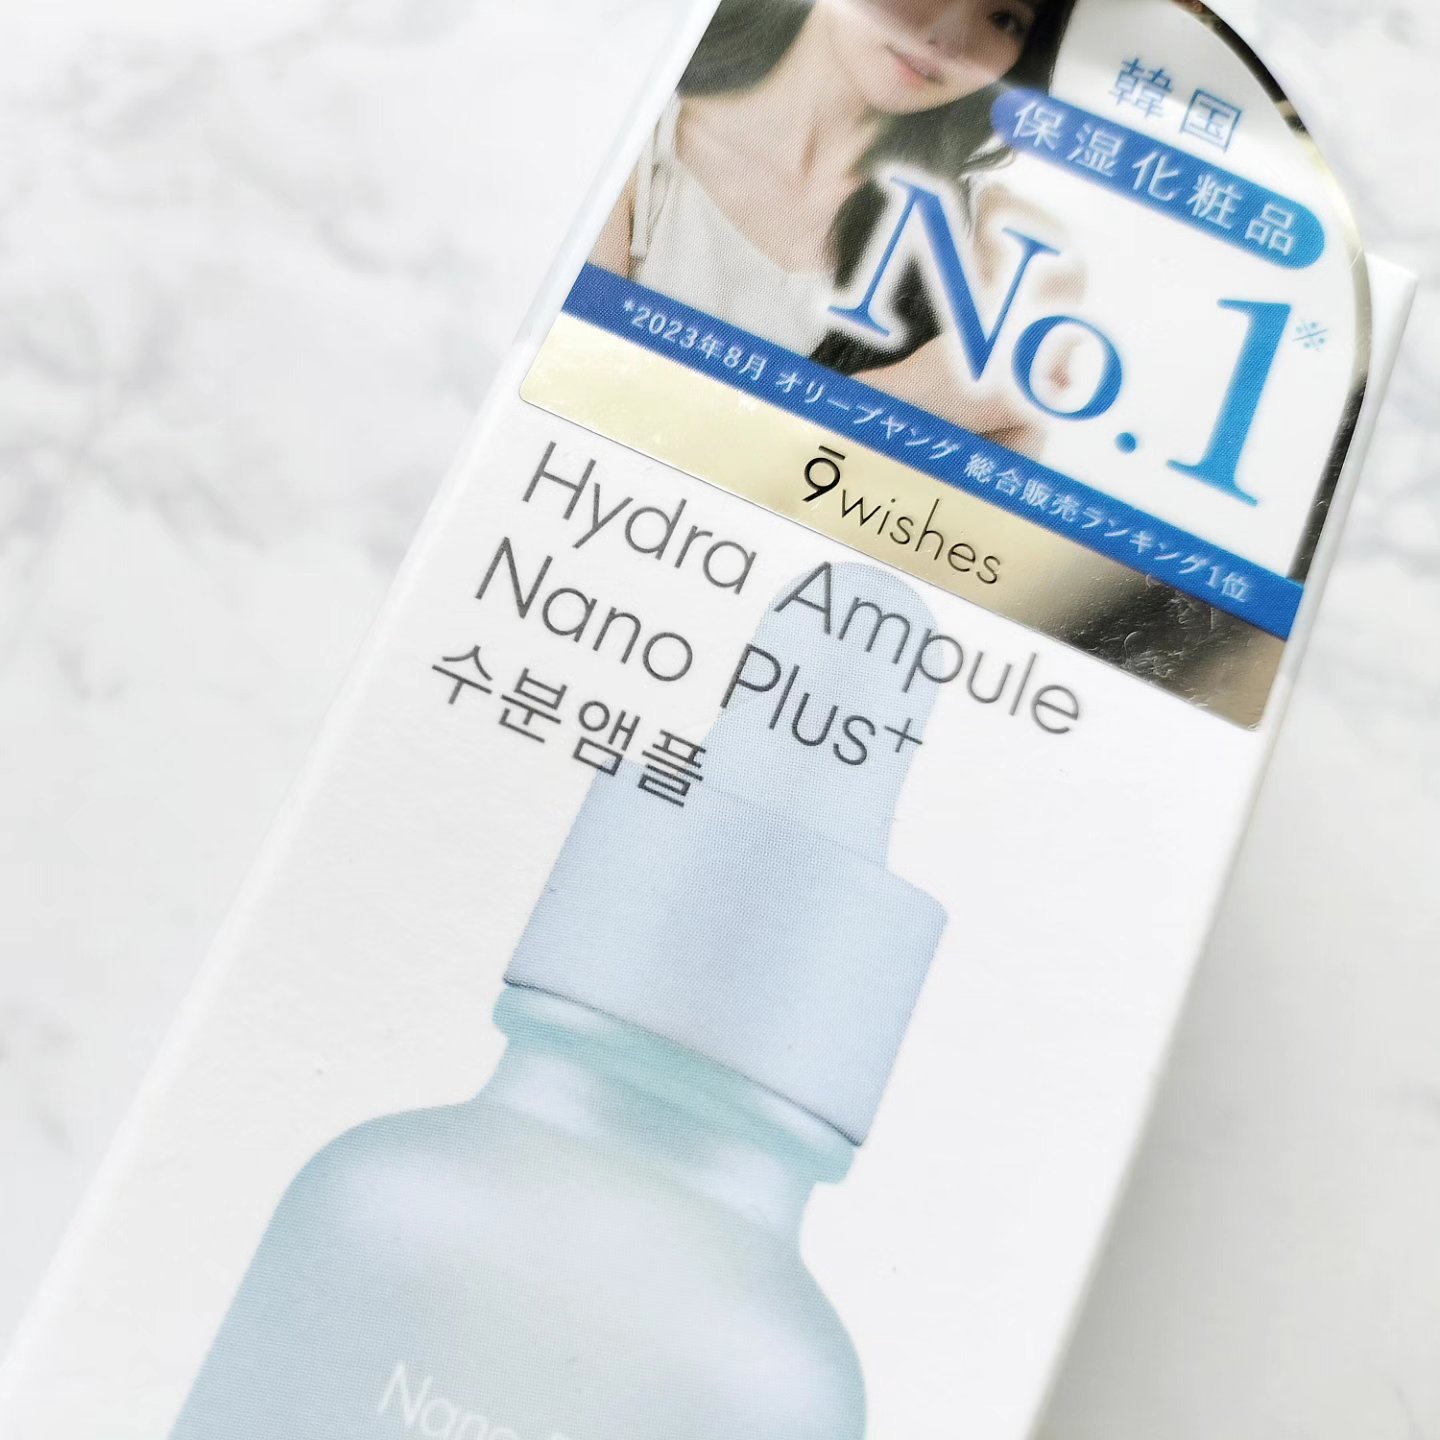 韓国
保湿化粧品
No.1※
*2023年8月 オリーブヤング 総合販売ランキング1位
9wishes
Hydra Ampule
Nano Plus+
수분앰플
Nano